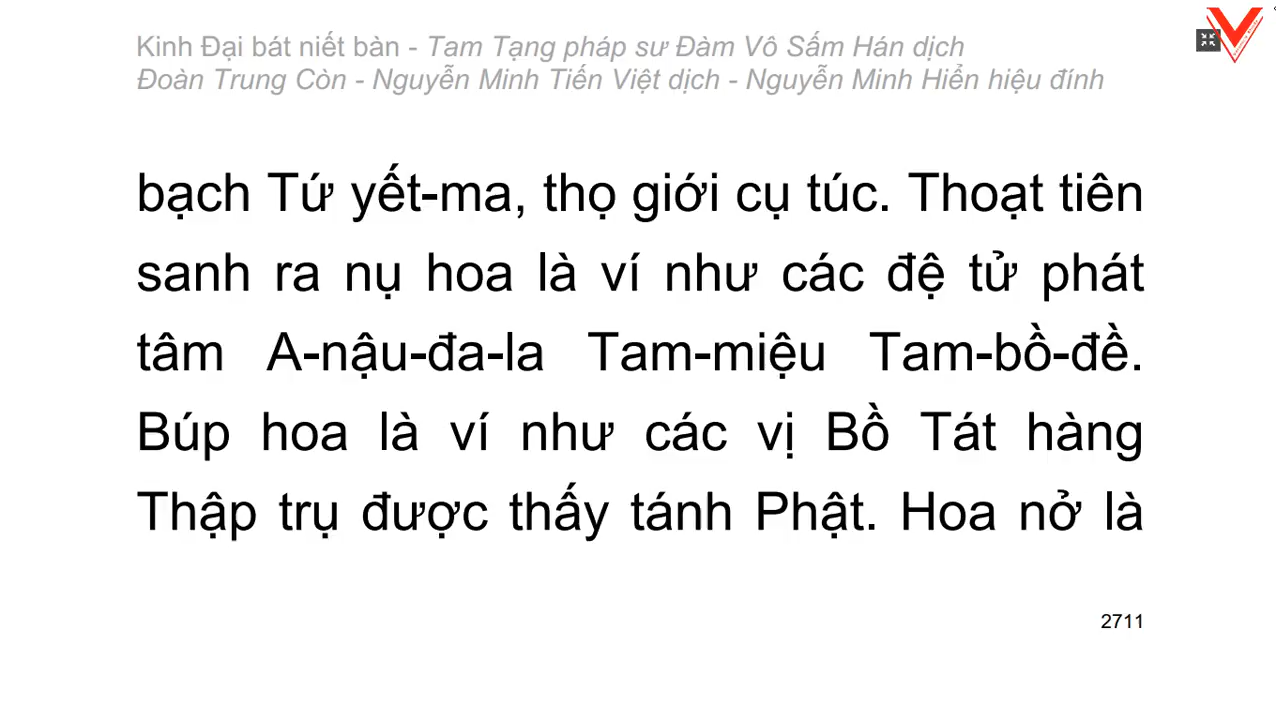 Kinh Đại bát niết bàn - Tam Tạng pháp sư Đàm Vô Sấm Hán dịch
Đoàn Trung Còn - Nguyễn Minh Tiến Việt dịch - Nguyễn Minh Hiển hiệu đính
bạch Tứ yết-ma, thọ giới cụ túc. Thoạt tiên
sanh ra nụ hoa là ví như các đệ tử phát
tâm A-nậu-đa-la Tam-miệu Tam-bồ-đề.
Búp hoa là ví như các vị Bồ Tát hàng
Thập trụ được thấy tánh Phật. Hoa nở là
2711